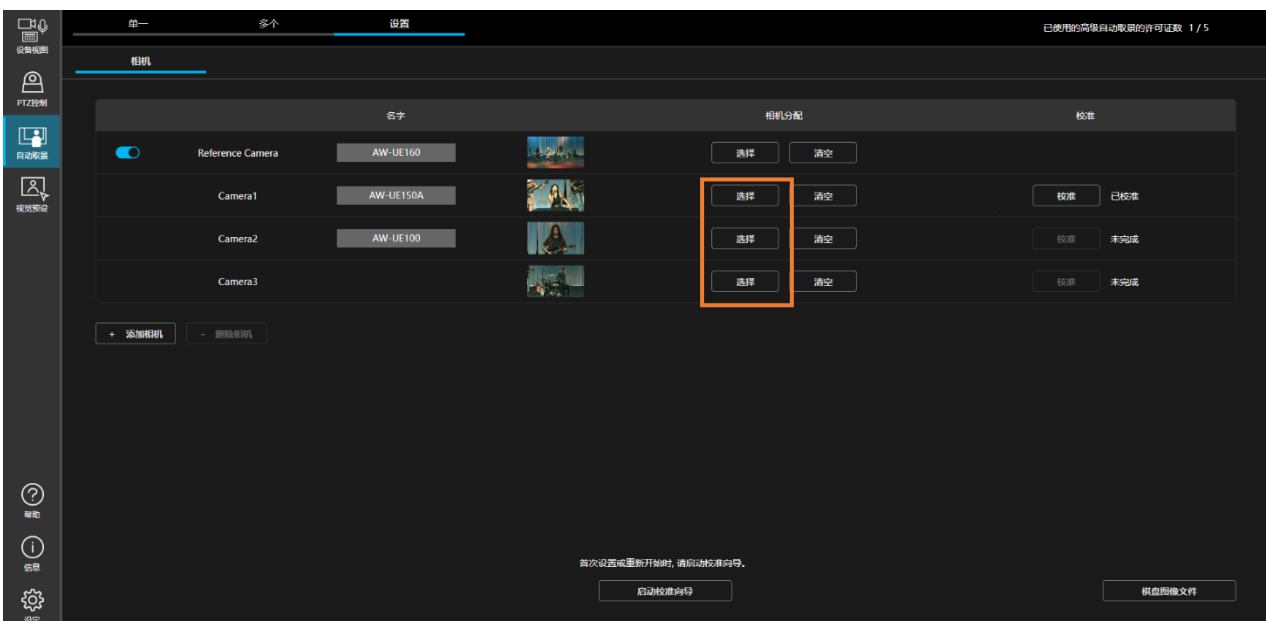 单一 多个 设置 已使用的高级自动取景的许可证数 1 / 5
设备视图
相机
PTZ控制
名字 相机分配 校准
自动取景
Reference Camera AW-UE160 选择 清空
视觉预设
Camera1 AW-UE150A 选择 清空 校准 已校准
Camera2 AW-UE100 选择 清空 校准 未完成
Camera3 选择 清空 校准 未完成
+ 添加相机 - 删除相机
帮助
信息
首次设置或重新开始时, 请启动校准向导。
启动校准向导 棋盘图像文件
设定